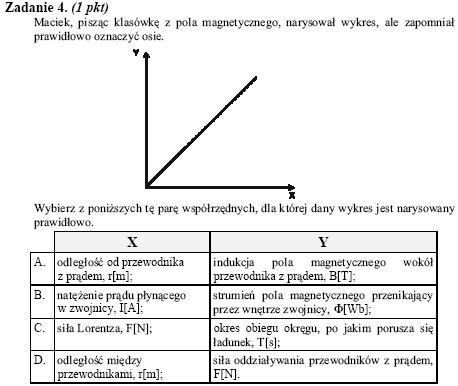 Zadanie 4. (1 pkt)
Maciek, pisząc klasówkę z pola magnetycznego, narysował wykres, ale zapomniał
prawidłowo oznaczyć osie.
Y
X
Wybierz z poniższych tę parę współrzędnych, dla której dany wykres jest narysowany
prawidłowo.
X Y
A. odległość od przewodnika indukcja pola magnetycznego wokół
z prądem, r[m]; przewodnika z prądem, B[T];
B. natężenie prądu płynącego strumień pola magnetycznego przenikający
w zwojnicy, I[A]; przez wnętrze zwojnicy, Φ[Wb];
C. siła Lorentza, F[N]; okres obiegu okręgu, po jakim porusza się
ładunek, T[s];
D. odległość między siła oddziaływania przewodników z prądem,
przewodnikami, r[m]; F[N].